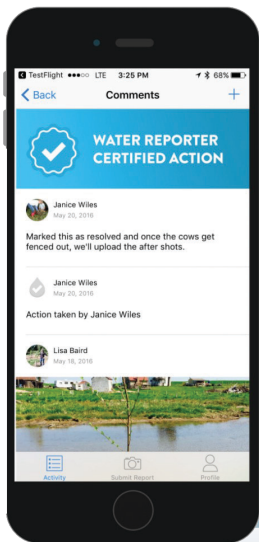 TestFlight LTE 3:25 PM 68%
Back Comments +
WATER REPORTER
CERTIFIED ACTION
Janice Wiles
May 20, 2016
Marked this as resolved and once the cows get
fenced out, we'll upload the after shots.
Janice Wiles
May 20, 2016
Action taken by Janice Wiles
Lisa Baird
May 18, 2016
Activity Submit Report Profile